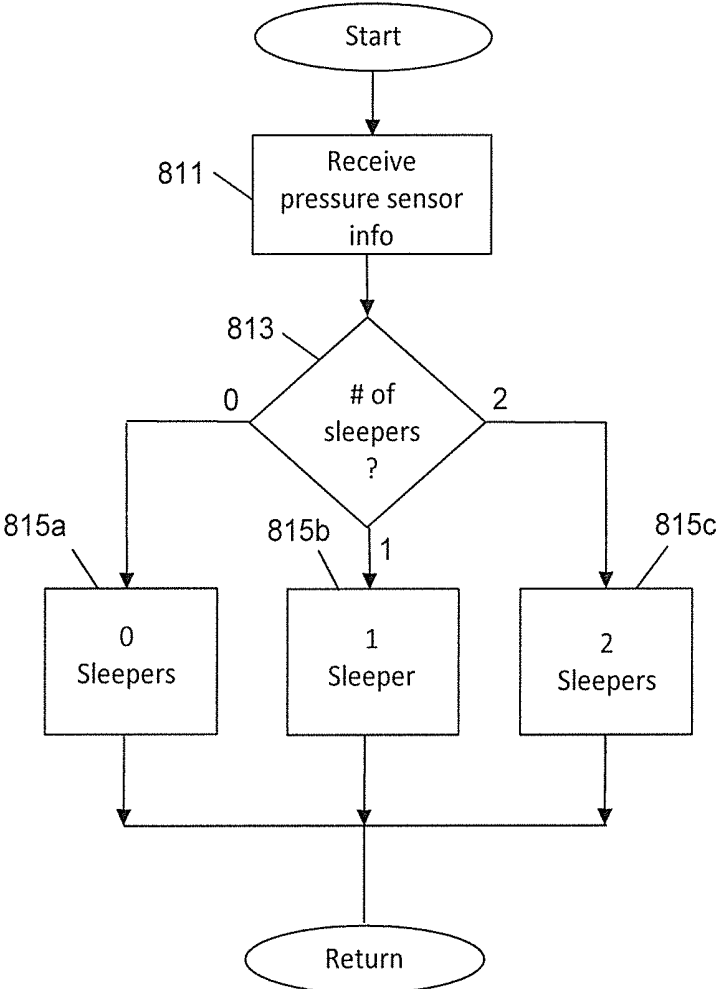 Start
811
Receive
pressure sensor
info
813
0
# of
sleepers
?
2
815a
815b
1
815c
0
Sleepers
1
Sleeper
2
Sleepers
Return